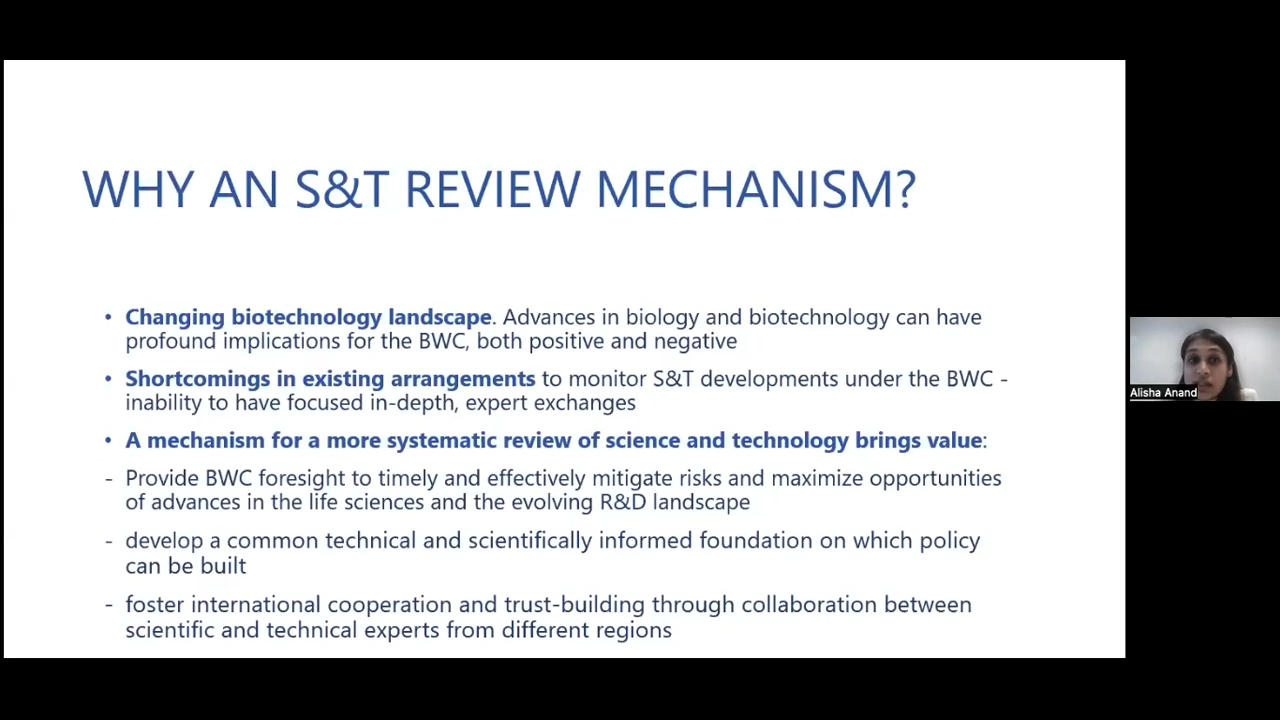 WHY AN S&T REVIEW MECHANISM?
• Changing biotechnology landscape. Advances in biology and biotechnology can have
profound implications for the BWC, both positive and negative
• Shortcomings in existing arrangements to monitor S&T developments under the BWC -
inability to have focused in-depth, expert exchanges
• A mechanism for a more systematic review of science and technology brings value:
- Provide BWC foresight to timely and effectively mitigate risks and maximize opportunities
of advances in the life sciences and the evolving R&D landscape
- develop a common technical and scientifically informed foundation on which policy
can be built
- foster international cooperation and trust-building through collaboration between
scientific and technical experts from different regions
Alisha Anand